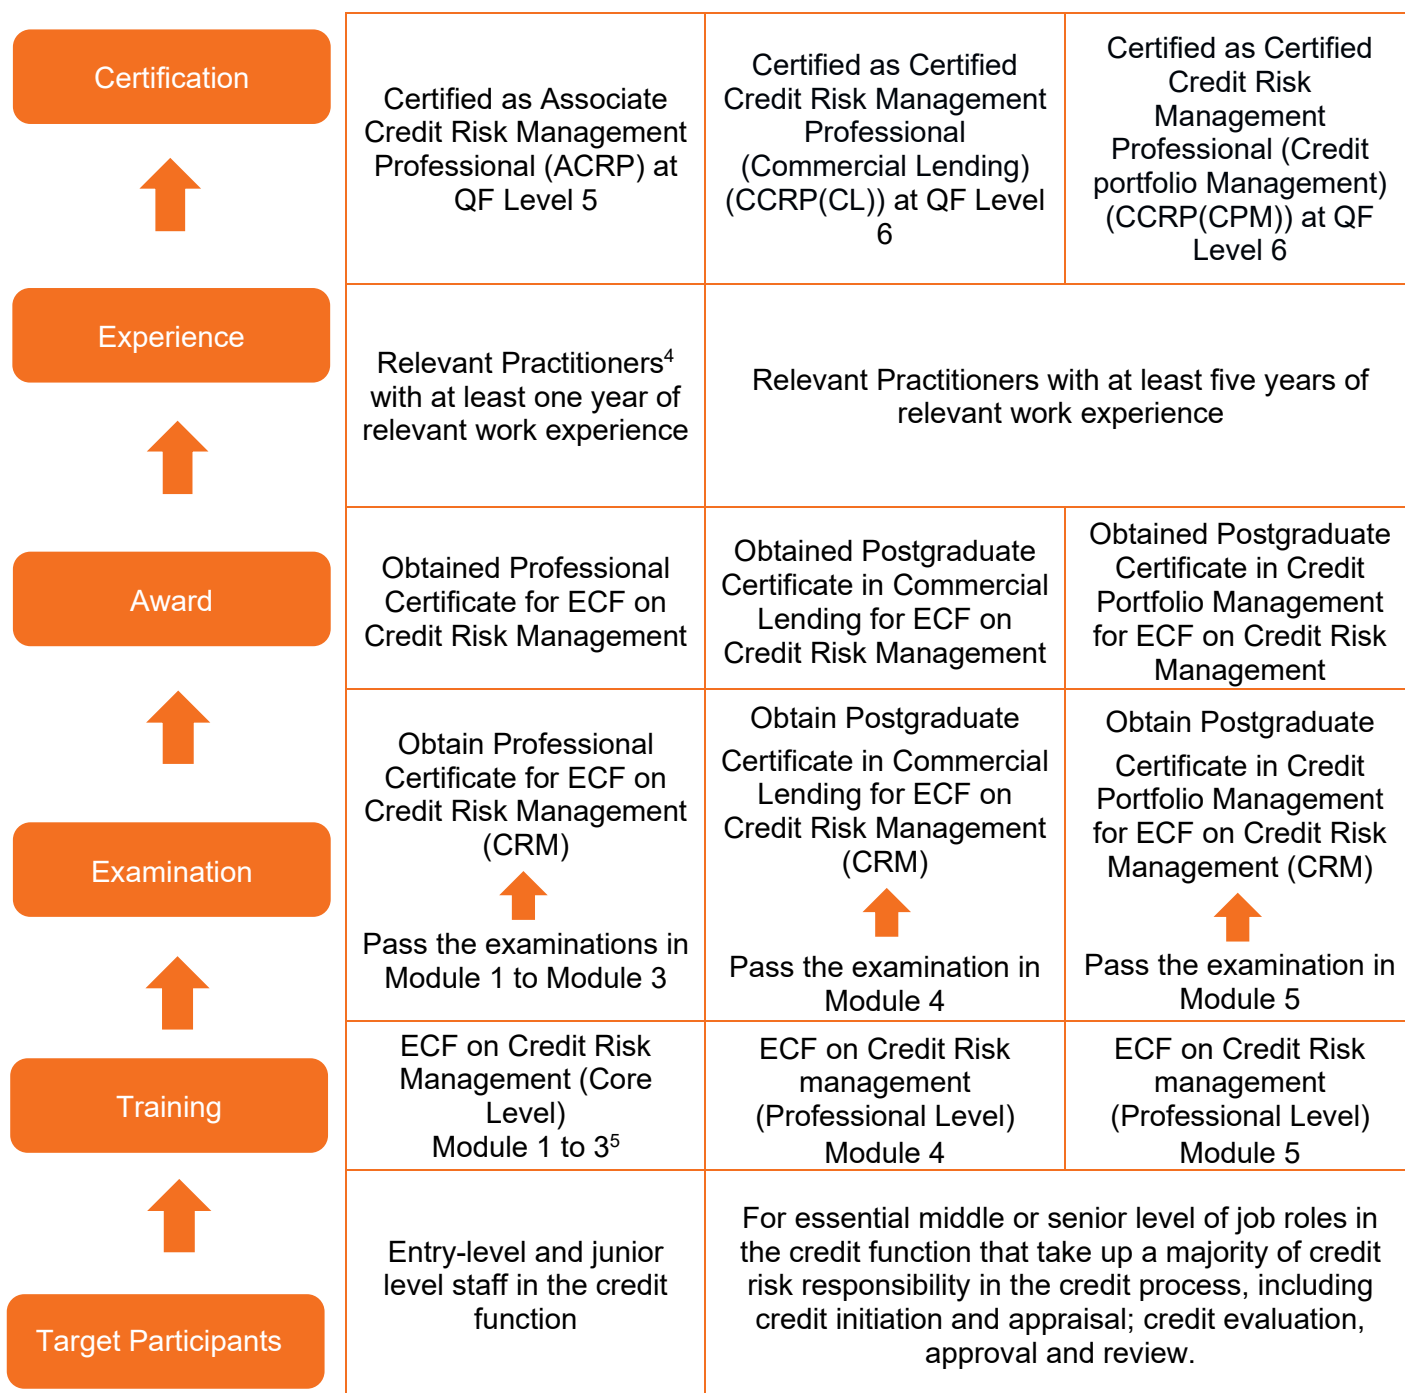 Certification
Certified as Associate
Credit Risk Management
Professional (ACRP) at
QF Level 5
Certified as Certified
Credit Risk Management
Professional
(Commercial Lending)
(CCRP(CL)) at QF Level
6
Certified as Certified
Credit Risk
Management
Professional (Credit
portfolio Management)
(CCRP(CPM)) at QF
Level 6
Experience
Relevant Practitioners⁴
with at least one year of
relevant work experience
Relevant Practitioners with at least five years of
relevant work experience
Award
Obtained Professional
Certificate for ECF on
Credit Risk Management
Obtained Postgraduate
Certificate in Commercial
Lending for ECF on
Credit Risk Management
Obtained Postgraduate
Certificate in Credit
Portfolio Management
for ECF on Credit Risk
Management
Examination
Obtain Professional
Certificate for ECF on
Credit Risk Management
(CRM)
Pass the examinations in
Module 1 to Module 3
Obtain Postgraduate
Certificate in Commercial
Lending for ECF on
Credit Risk Management
(CRM)
Pass the examination in
Module 4
Obtain Postgraduate
Certificate in Credit
Portfolio Management
for ECF on Credit Risk
Management (CRM)
Pass the examination in
Module 5
Training
ECF on Credit Risk
Management (Core
Level)
Module 1 to 3⁵
ECF on Credit Risk
management
(Professional Level)
Module 4
ECF on Credit Risk
management
(Professional Level)
Module 5
Target Participants
Entry-level and junior
level staff in the credit
function
For essential middle or senior level of job roles in
the credit function that take up a majority of credit
risk responsibility in the credit process, including
credit initiation and appraisal; credit evaluation,
approval and review.